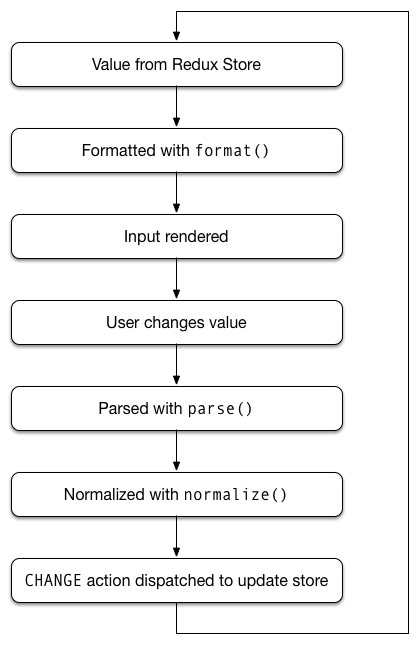 Value from Redux Store
Formatted with format()
Input rendered
User changes value
Parsed with parse()
Normalized with normalize()
CHANGE action dispatched to update store